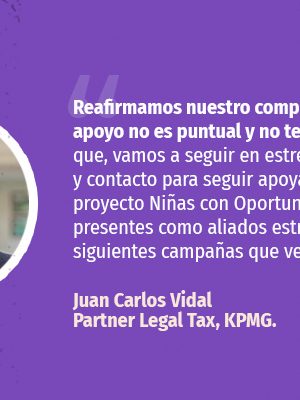 Reafirmamos nuestro comp
apoyo no es puntual y no te
que, vamos a seguir en estre
y contacto para seguir apoya
proyecto Niñas con Oportun
presentes como aliados estr
siguientes campañas que ve
Juan Carlos Vidal
Partner Legal Tax, KPMG.